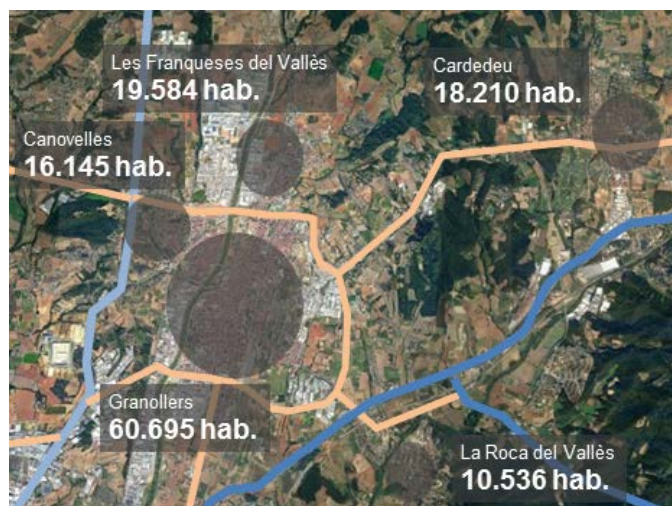 Les Franqueses del Vallès
19.584 hab.
Cardedeu
18.210 hab.
Canovelles
16.145 hab.
Granollers
60.695 hab.
La Roca del Vallès
10.536 hab.